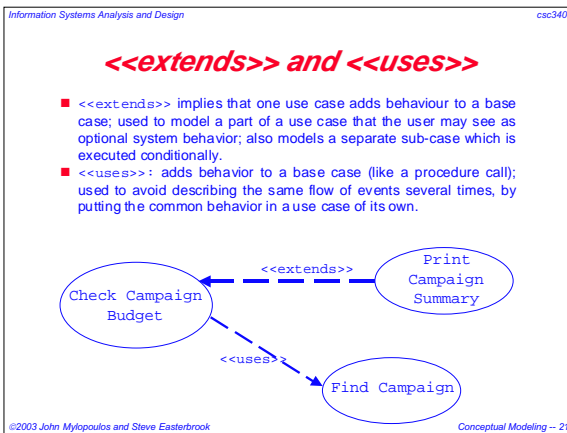 Information Systems Analysis and Design csc340
<<extends>> and <<uses>>
<<extends>> implies that one use case adds behaviour to a base
case; used to model a part of a use case that the user may see as
optional system behavior; also models a separate sub-case which is
executed conditionally.
<<uses>>: adds behavior to a base case (like a procedure call);
used to avoid describing the same flow of events several times, by
putting the common behavior in a use case of its own.
<<extends>>
Print
Campaign
Summary
Check Campaign
Budget
<<uses>>
Find Campaign
©2003 John Mylopoulos and Steve Easterbrook Conceptual Modeling -- 21